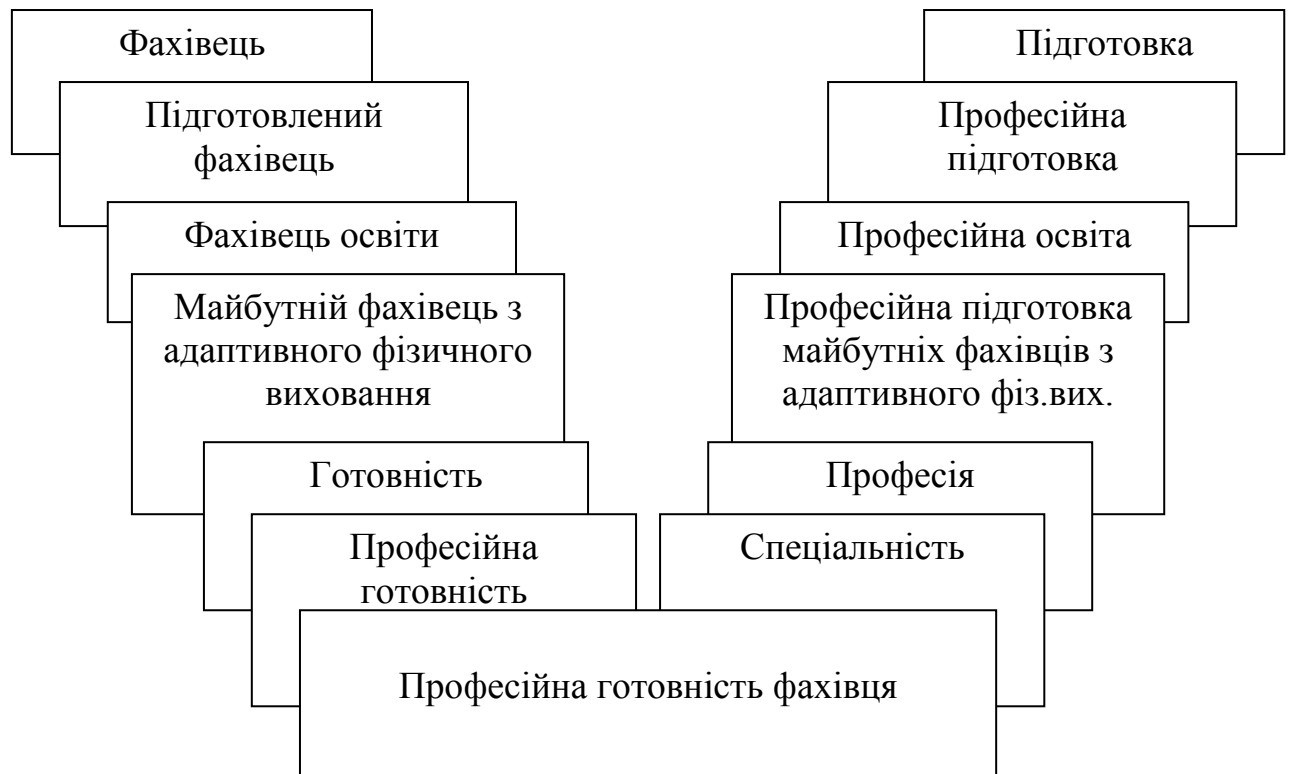 Фахівець
Підготовлений
фахівець
Фахівець освіти
Майбутній фахівець з
адаптивного фізичного
виховання
Готовність
Професійна
готовність
Підготовка
Професійна
підготовка
Професійна освіта
Професійна підготовка
майбутніх фахівців з
адаптивного фіз.вих.
Професія
Спеціальність
Професійна готовність фахівця